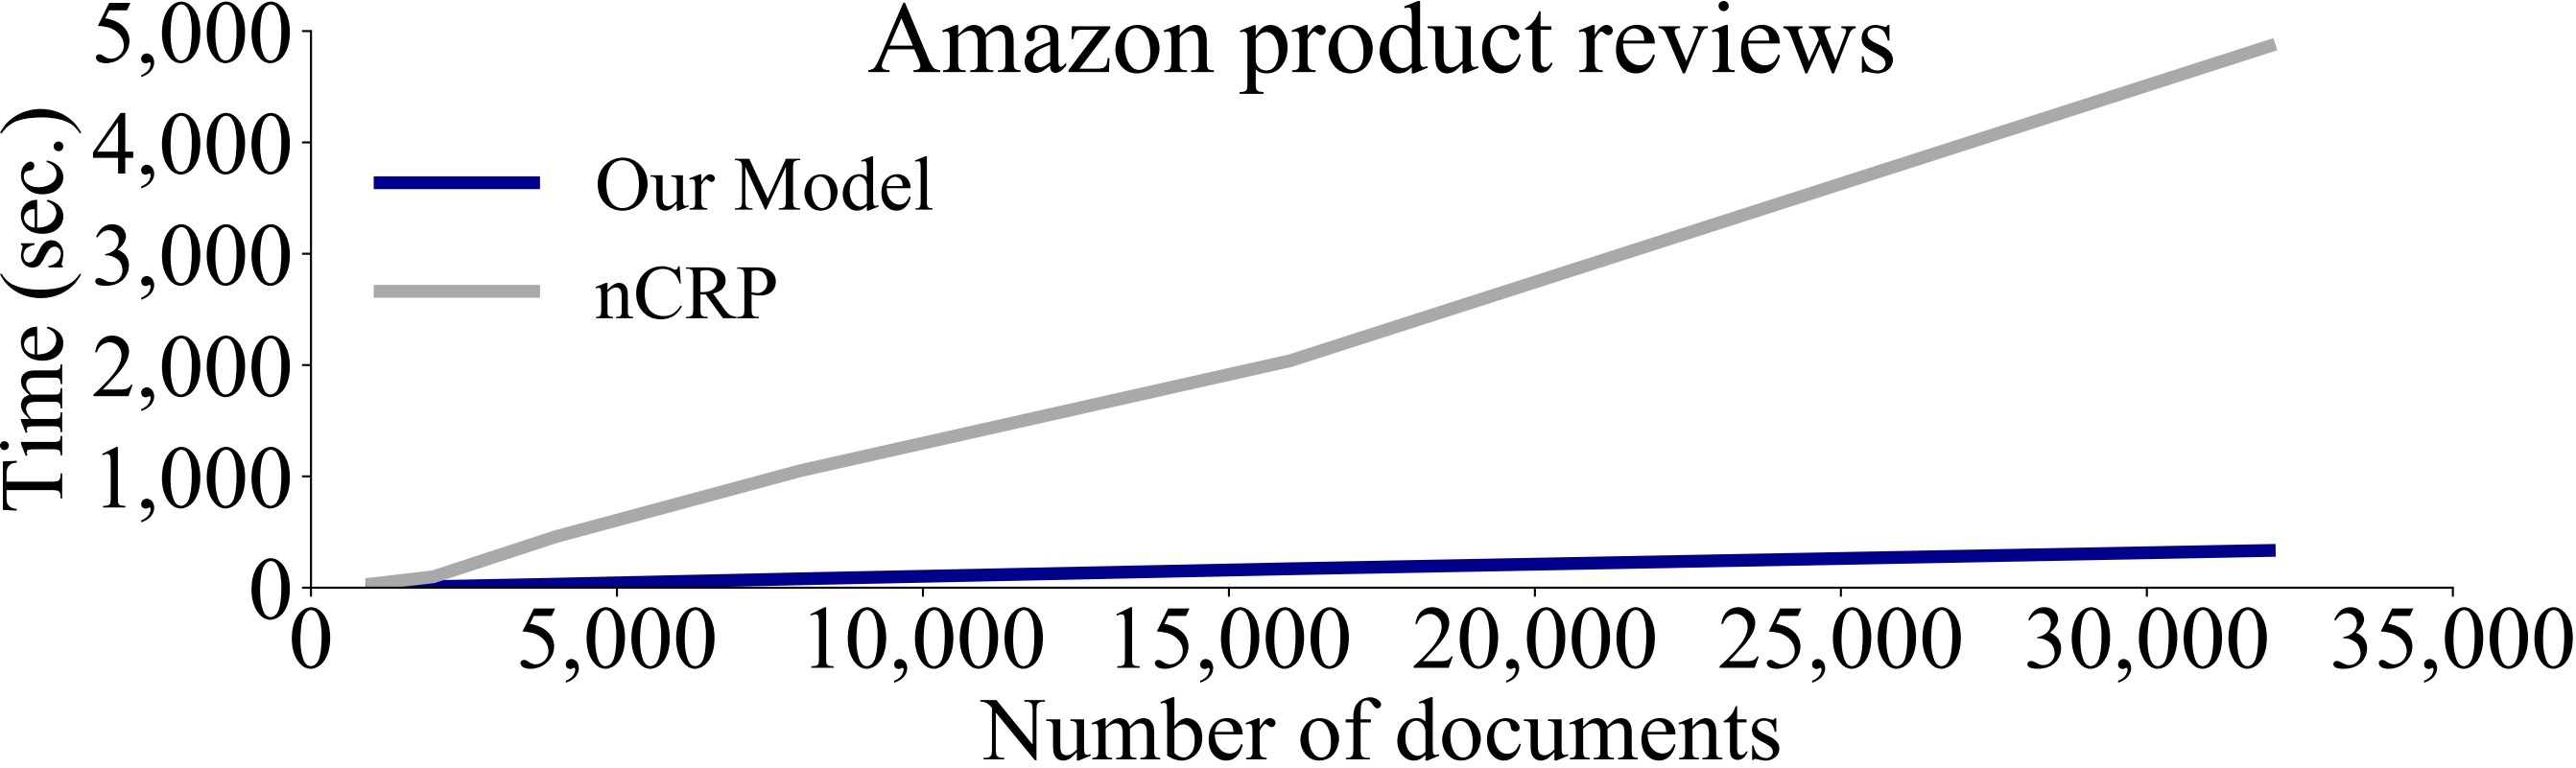 Amazon product reviews
Time (sec.)
5,000
4,000
3,000
2,000
1,000
0
Our Model
nCRP
0 5,000 10,000 15,000 20,000 25,000 30,000 35,000
Number of documents